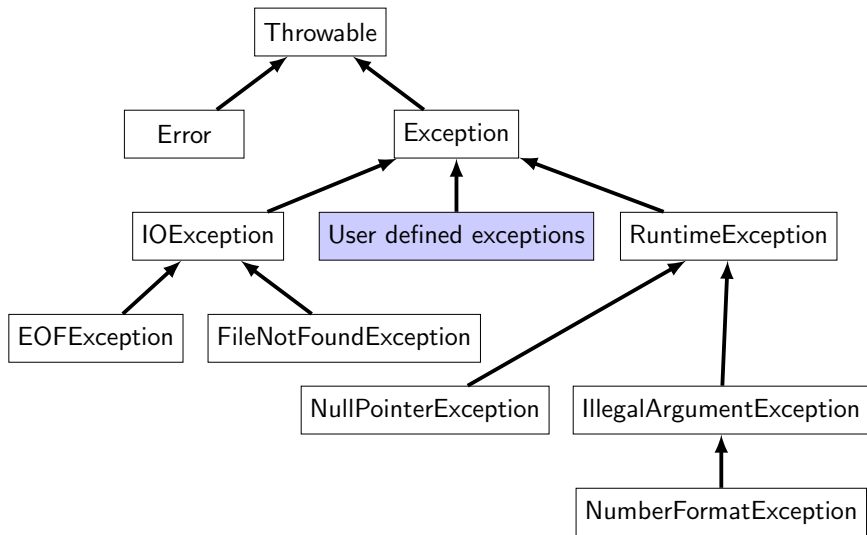 Throwable
Error
Exception
IOException
User defined exceptions
RuntimeException
EOFException
FileNotFoundException
NullPointerException
IllegalArgumentException
NumberFormatException